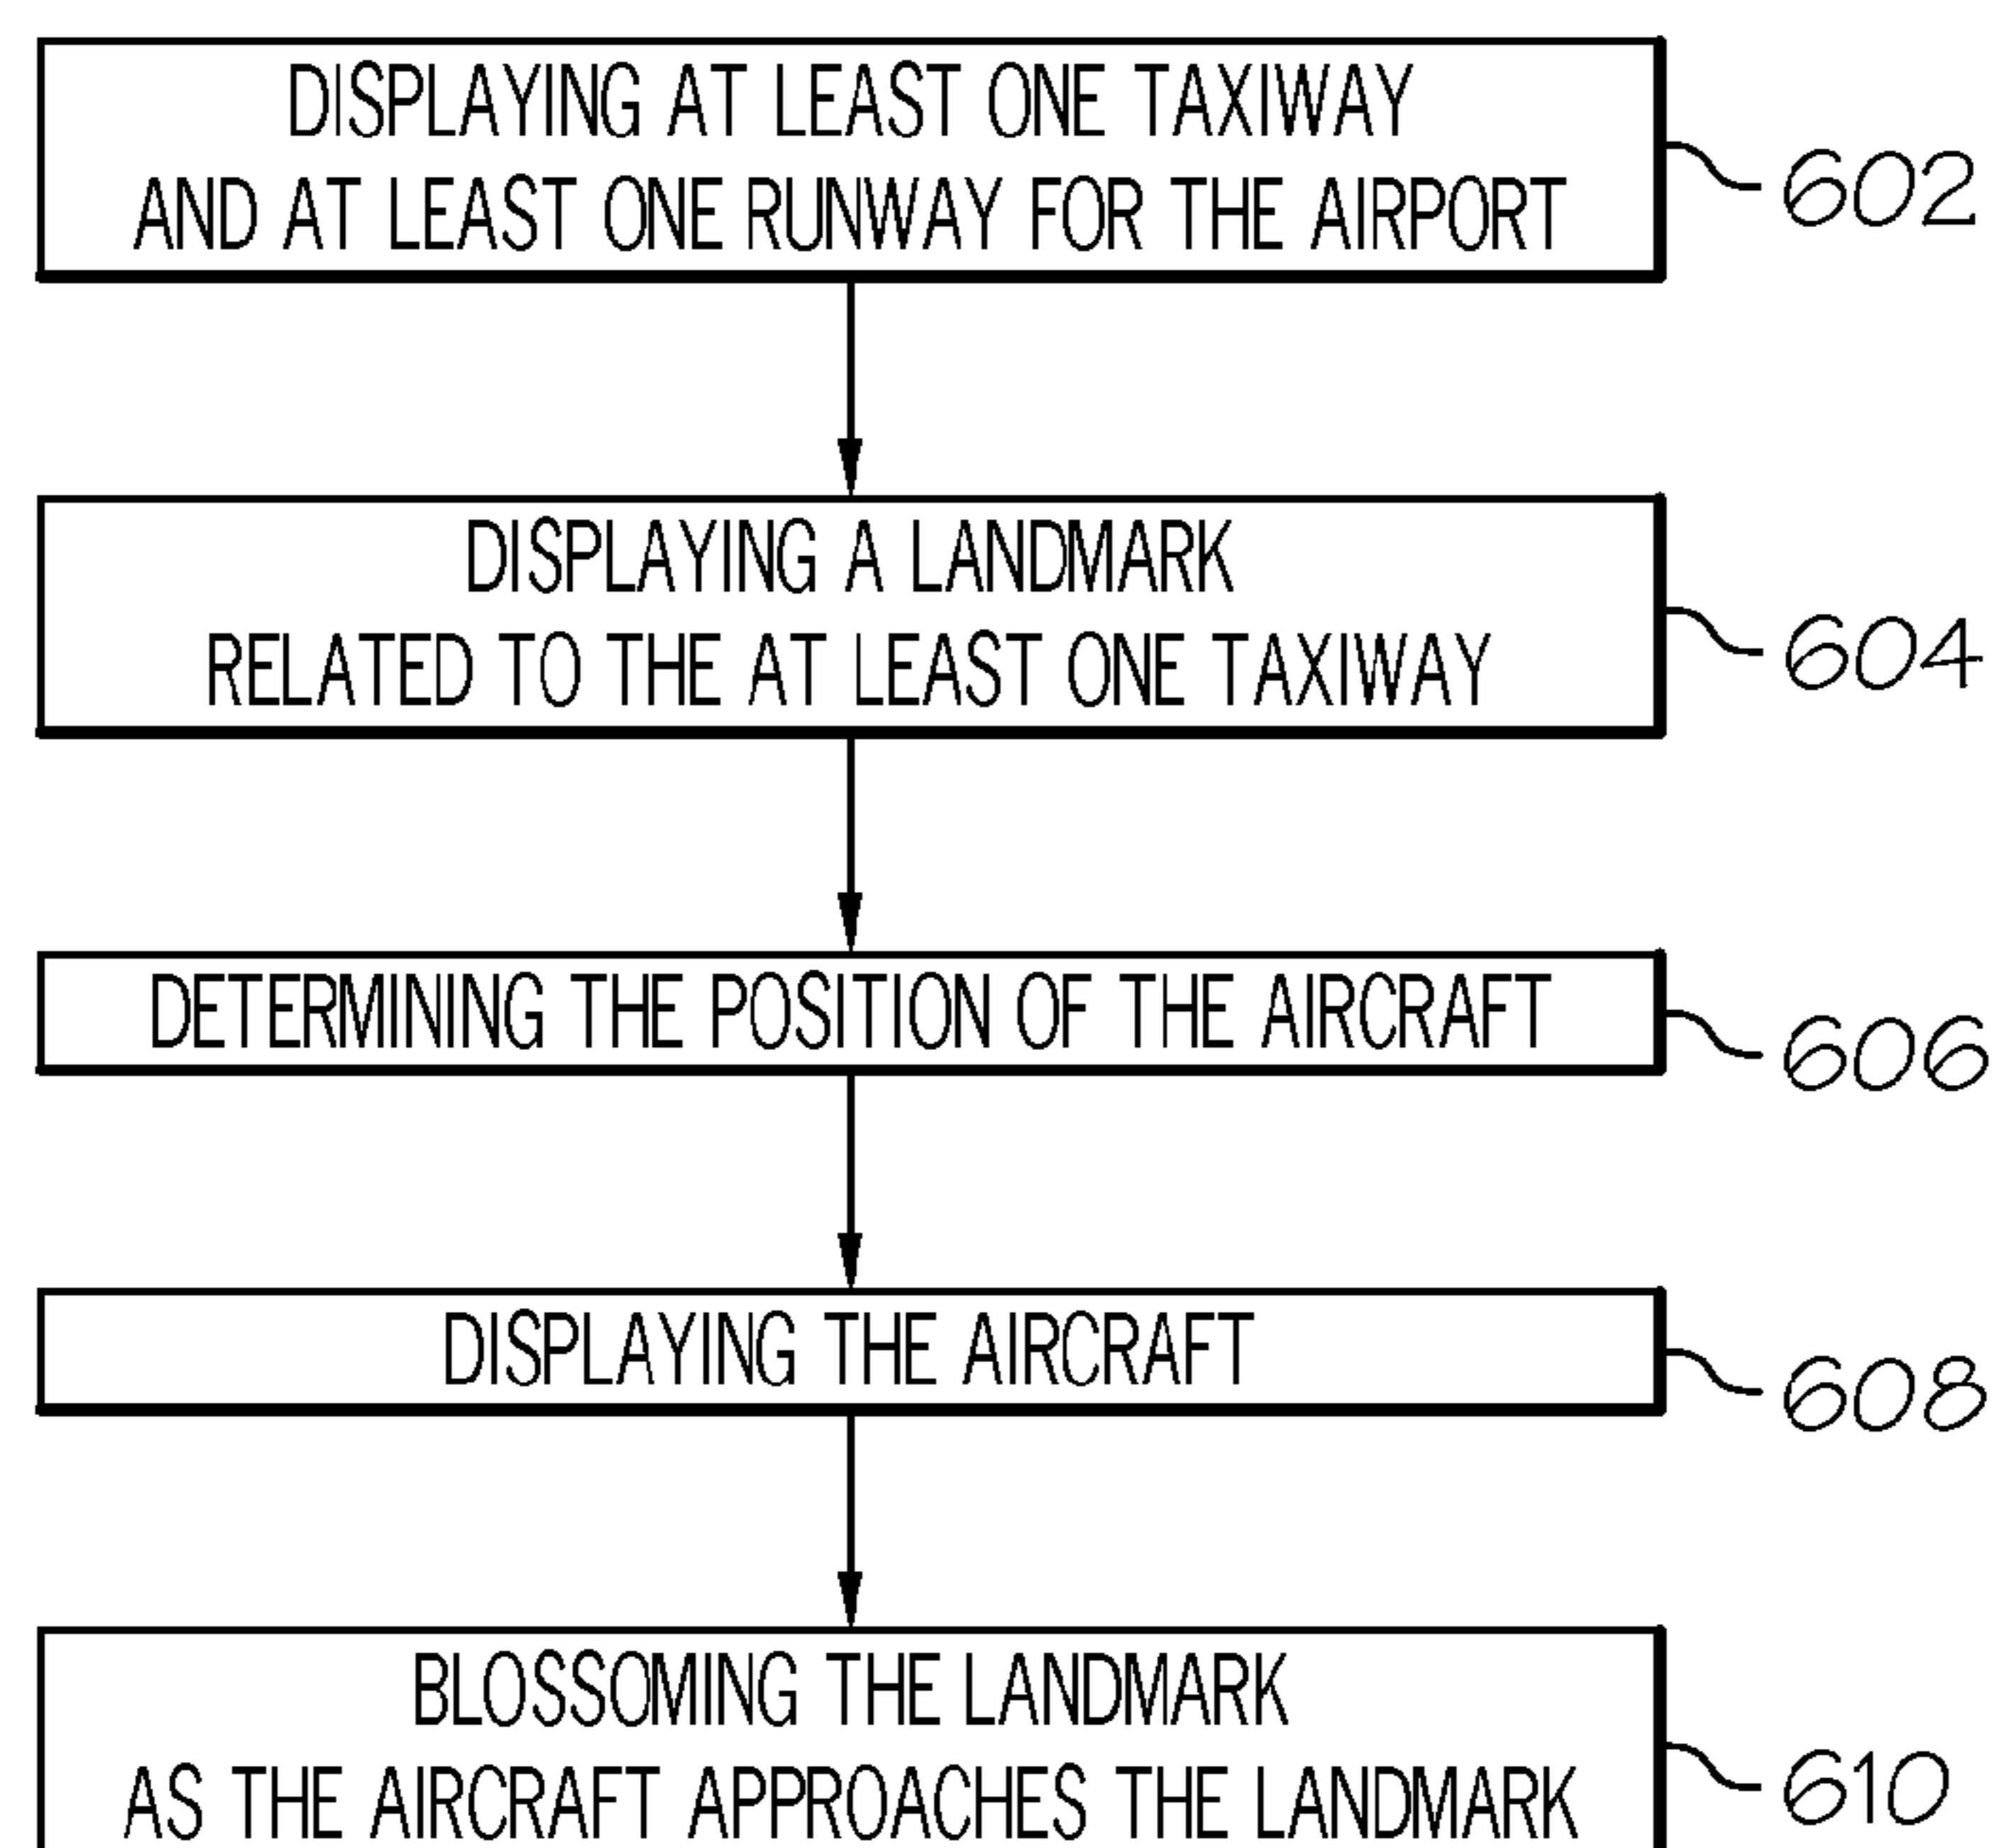 DISPLAYING AT LEAST ONE TAXIWAY
AND AT LEAST ONE RUNWAY FOR THE AIRPORT
602
DISPLAYING A LANDMARK
RELATED TO THE AT LEAST ONE TAXIWAY
604
DETERMINING THE POSITION OF THE AIRCRAFT
606
DISPLAYING THE AIRCRAFT
608
BLOSSOMING THE LANDMARK
AS THE AIRCRAFT APPROACHES THE LANDMARK
610